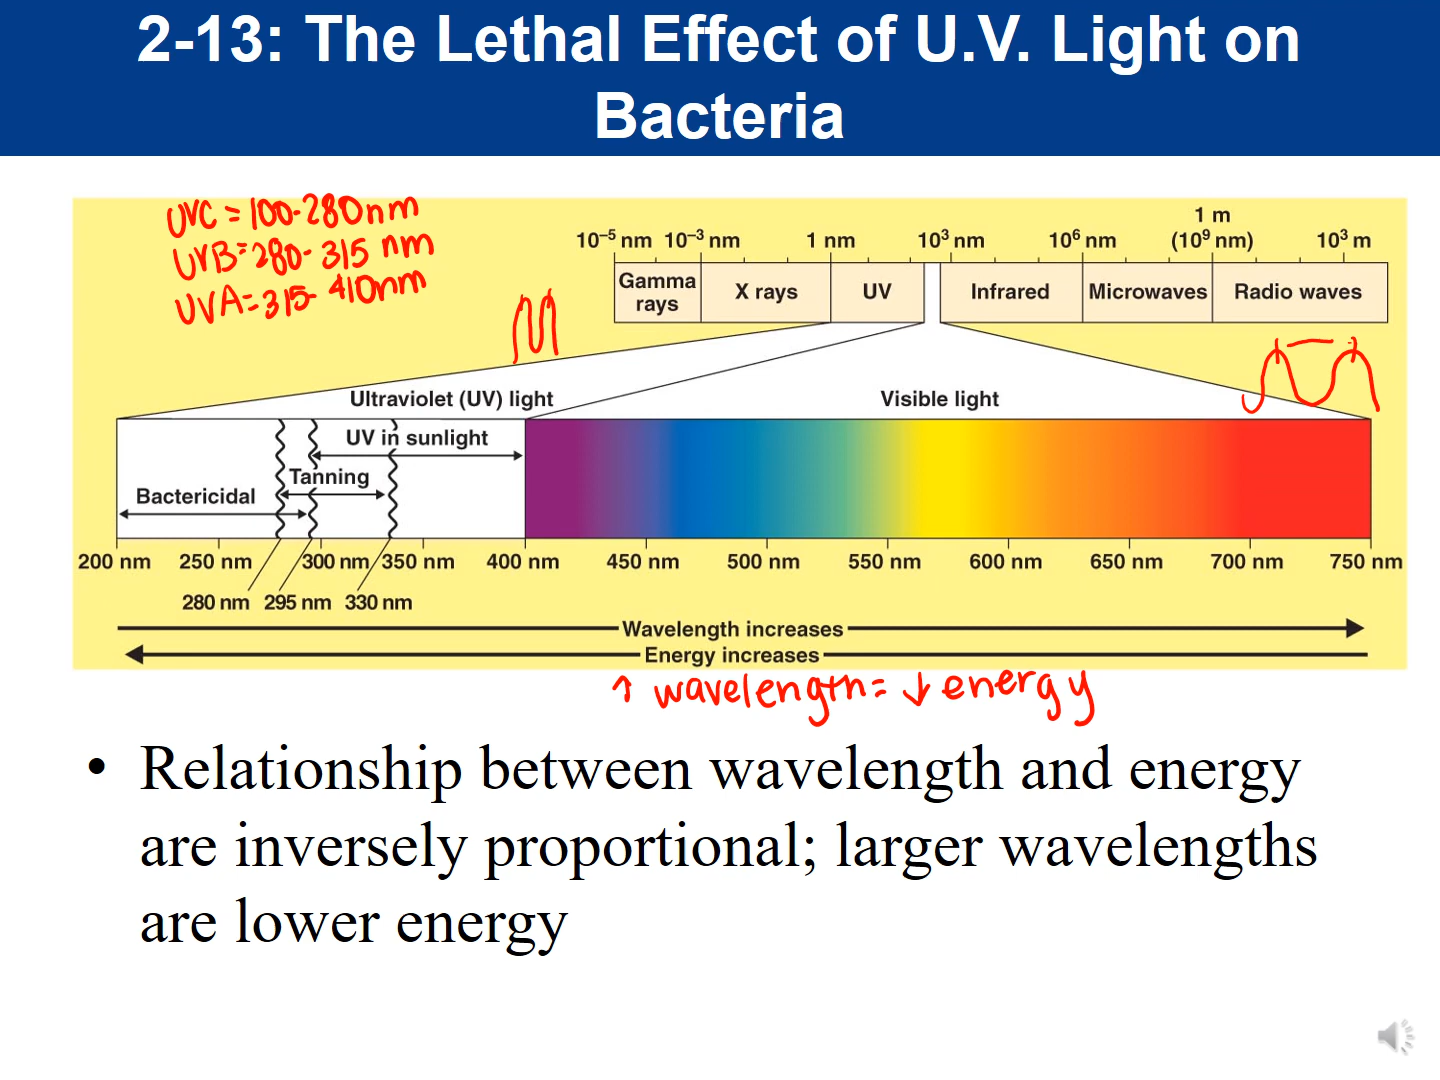 2-13: The Lethal Effect of U.V. Light on
Bacteria
UVC = 100-280nm
UVB = 280-315 nm
UVA = 315-410nm
1 m
10⁻⁵ nm 10⁻³ nm 1 nm 10³ nm 10⁶ nm (10⁹ nm) 10³ m
Gamma rays X rays UV Infrared Microwaves Radio waves
Ultraviolet (UV) light Visible light
UV in sunlight
Tanning
Bactericidal
200 nm 250 nm 300 nm 350 nm 400 nm 450 nm 500 nm 550 nm 600 nm 650 nm 700 nm 750 nm
280 nm 295 nm 330 nm
Wavelength increases
Energy increases
↑ wavelength = ↓ energy
• Relationship between wavelength and energy
are inversely proportional; larger wavelengths
are lower energy